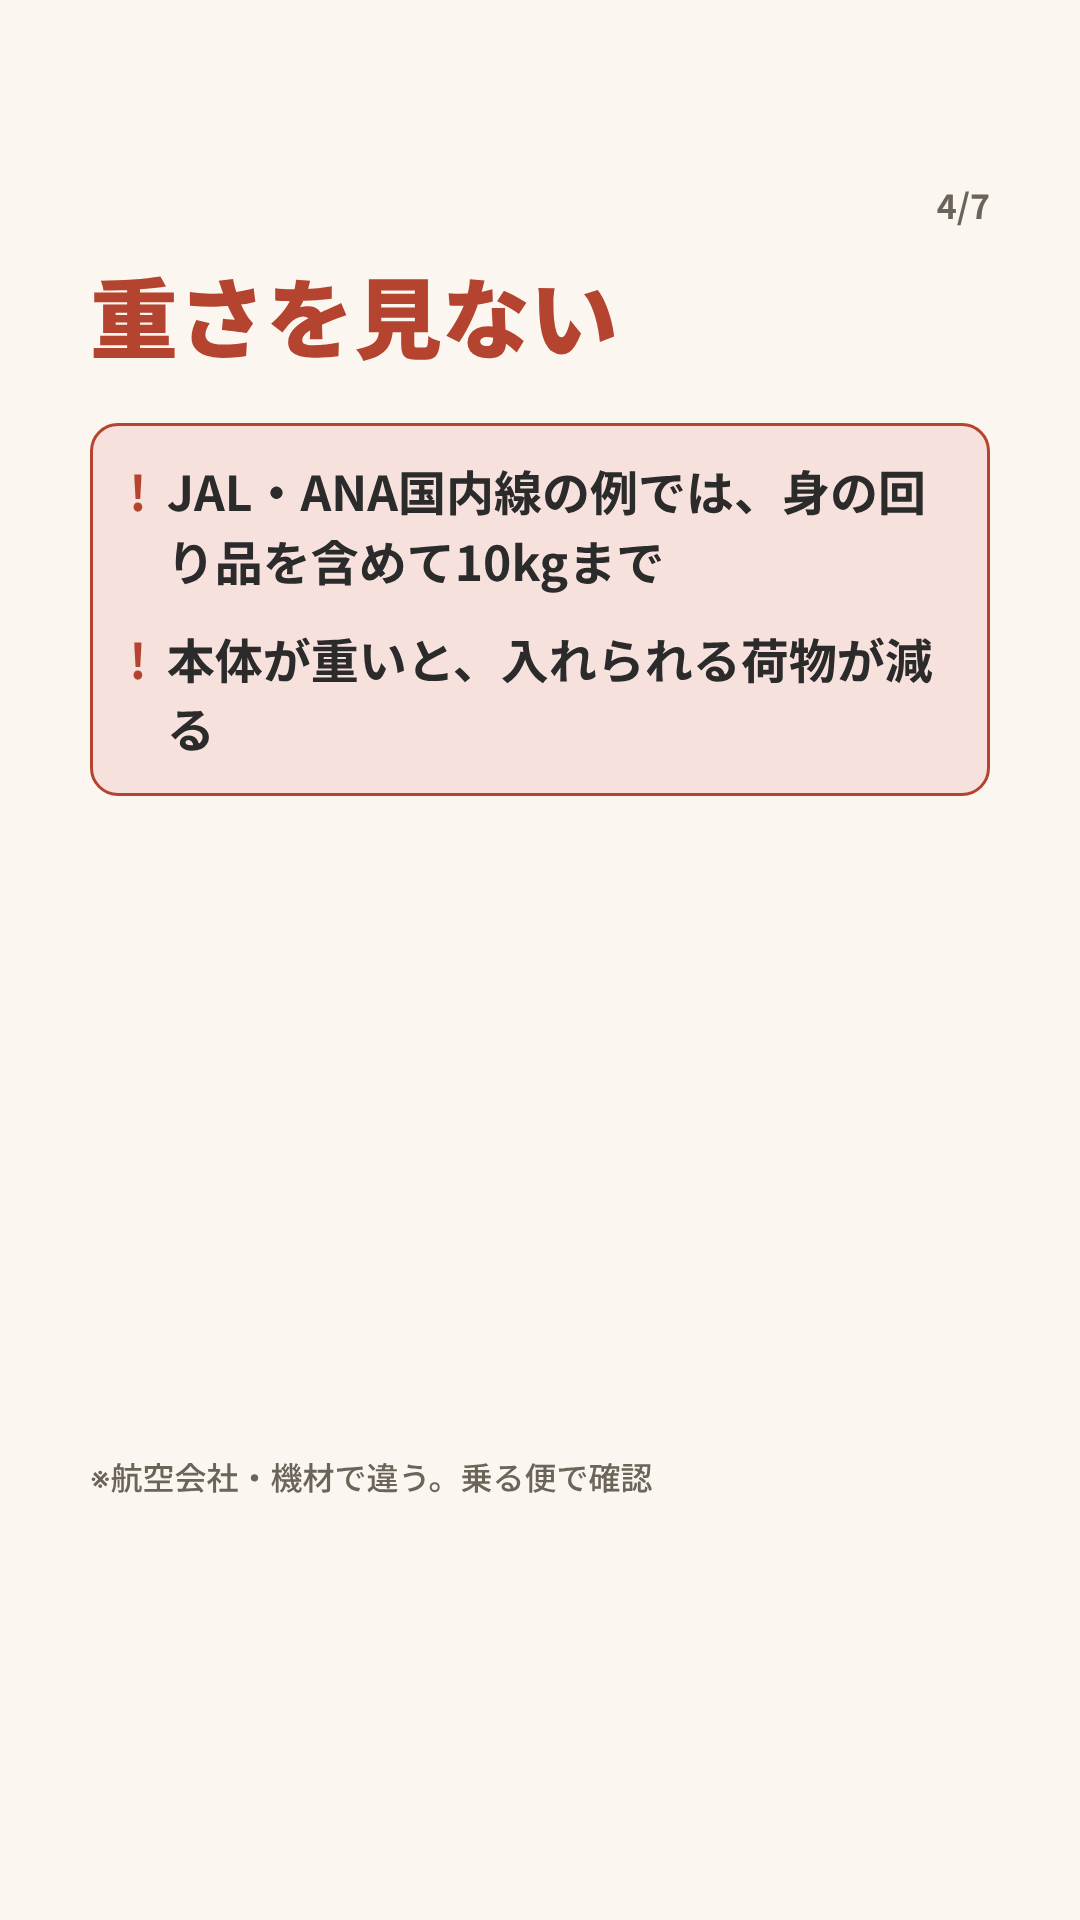 4/7
重さを見ない
! JAL・ANA国内線の例では、身の回
り品を含めて10kgまで
! 本体が重いと、入れられる荷物が減
る
※航空会社・機材で違う。乗る便で確認